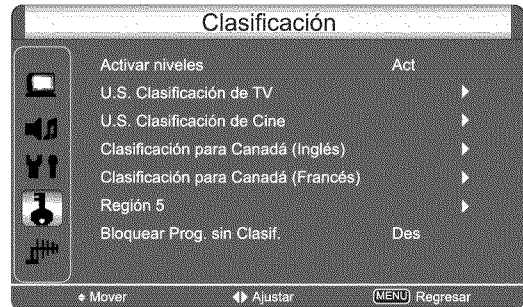 Clasificación
Activar niveles Act
U.S. Clasificación de TV
U.S. Clasificación de Cine
Clasificación para Canadá (Inglés)
Clasificación para Canadá (Francés)
Región 5
Bloquear Prog. sin Clasif. Des
Mover Ajustar MENU Regresar